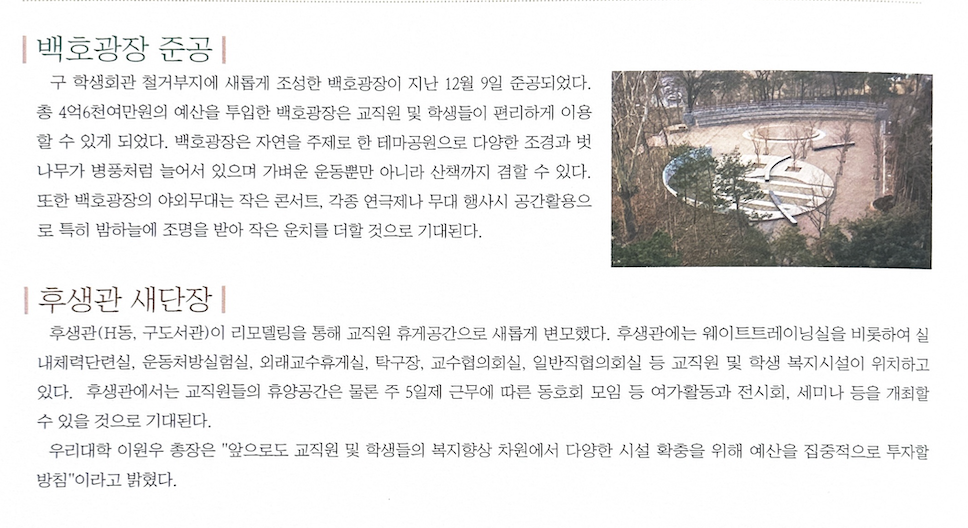 백호광장 준공
구 학생회관 철거부지에 새롭게 조성한 백호광장이 지난 12월 9일 준공되었다.
총 4억6천여만원의 예산을 투입한 백호광장은 교직원 및 학생들이 편리하게 이용
할 수 있게 되었다. 백호광장은 자연을 주제로 한 테마공원으로 다양한 조경과 벚
나무가 병풍처럼 늘어서 있으며 가벼운 운동뿐만 아니라 산책까지 겸할 수 있다.
또한 백호광장의 야외무대는 작은 콘서트, 각종 연극제나 무대 행사시 공간활용으
로 특히 밤하늘에 조명을 받아 작은 운치를 더할 것으로 기대된다.
후생관 새단장
후생관(H동, 구도서관)이 리모델링을 통해 교직원 휴게공간으로 새롭게 변모했다. 후생관에는 웨이트트레이닝실을 비롯하여 실
내체력단련실, 운동처방실험실, 외래교수휴게실, 탁구장, 교수협의회실, 일반직협의회실 등 교직원 및 학생 복지시설이 위치하고
있다. 후생관에서는 교직원들의 휴양공간은 물론 주 5일제 근무에 따른 동호회 모임 등 여가활동과 전시회, 세미나 등을 개최할
수 있을 것으로 기대된다.
우리대학 이원우 총장은 "앞으로도 교직원 및 학생들의 복지향상 차원에서 다양한 시설 확충을 위해 예산을 집중적으로 투자할
방침"이라고 밝혔다.